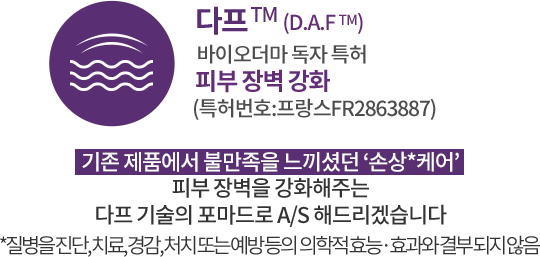 다프™ (D.A.F™)
바이오더마 독자 특허
피부 장벽 강화
(특허번호:프랑스FR2863887)
기존 제품에서 불만족을 느끼셨던 ‘손상*케어’
피부 장벽을 강화해주는
다프 기술의 포마드로 A/S 해드리겠습니다
*질병을 진단, 치료, 경감, 처치 또는 예방 등의 의학적 효능·효과와 결부되지 않음